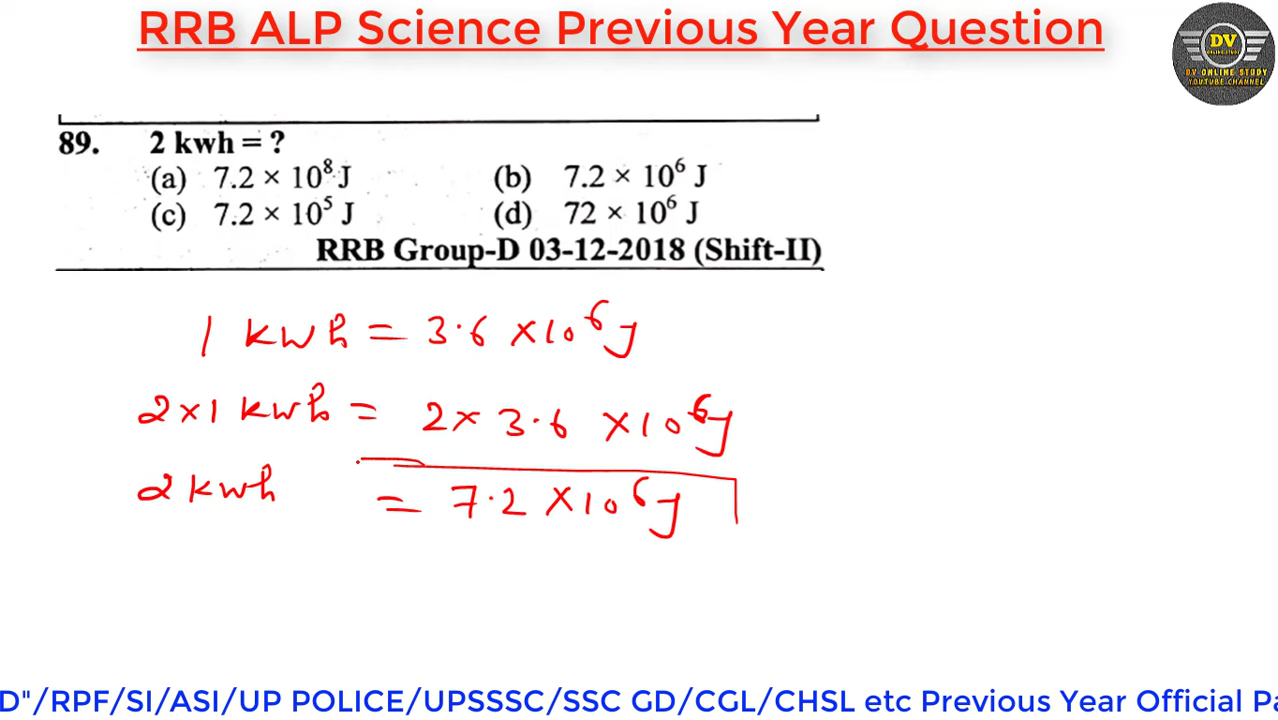 RRB ALP Science Previous Year Question
DV
ONLINE STUDY
DV ONLINE STUDY
YOUTUBE CHANNEL
89. 2 kwh = ?
(a) 7.2 × 10⁸ J (b) 7.2 × 10⁶ J
(c) 7.2 × 10⁵ J (d) 72 × 10⁶ J
RRB Group-D 03-12-2018 (Shift-II)
1 kwh = 3.6 × 10⁶ J
2 × 1 kwh = 2 × 3.6 × 10⁶ J
2 kwh = 7.2 × 10⁶ J
D"/RPF/SI/ASI/UP POLICE/UPSSSC/SSC GD/CGL/CHSL etc Previous Year Official Pa